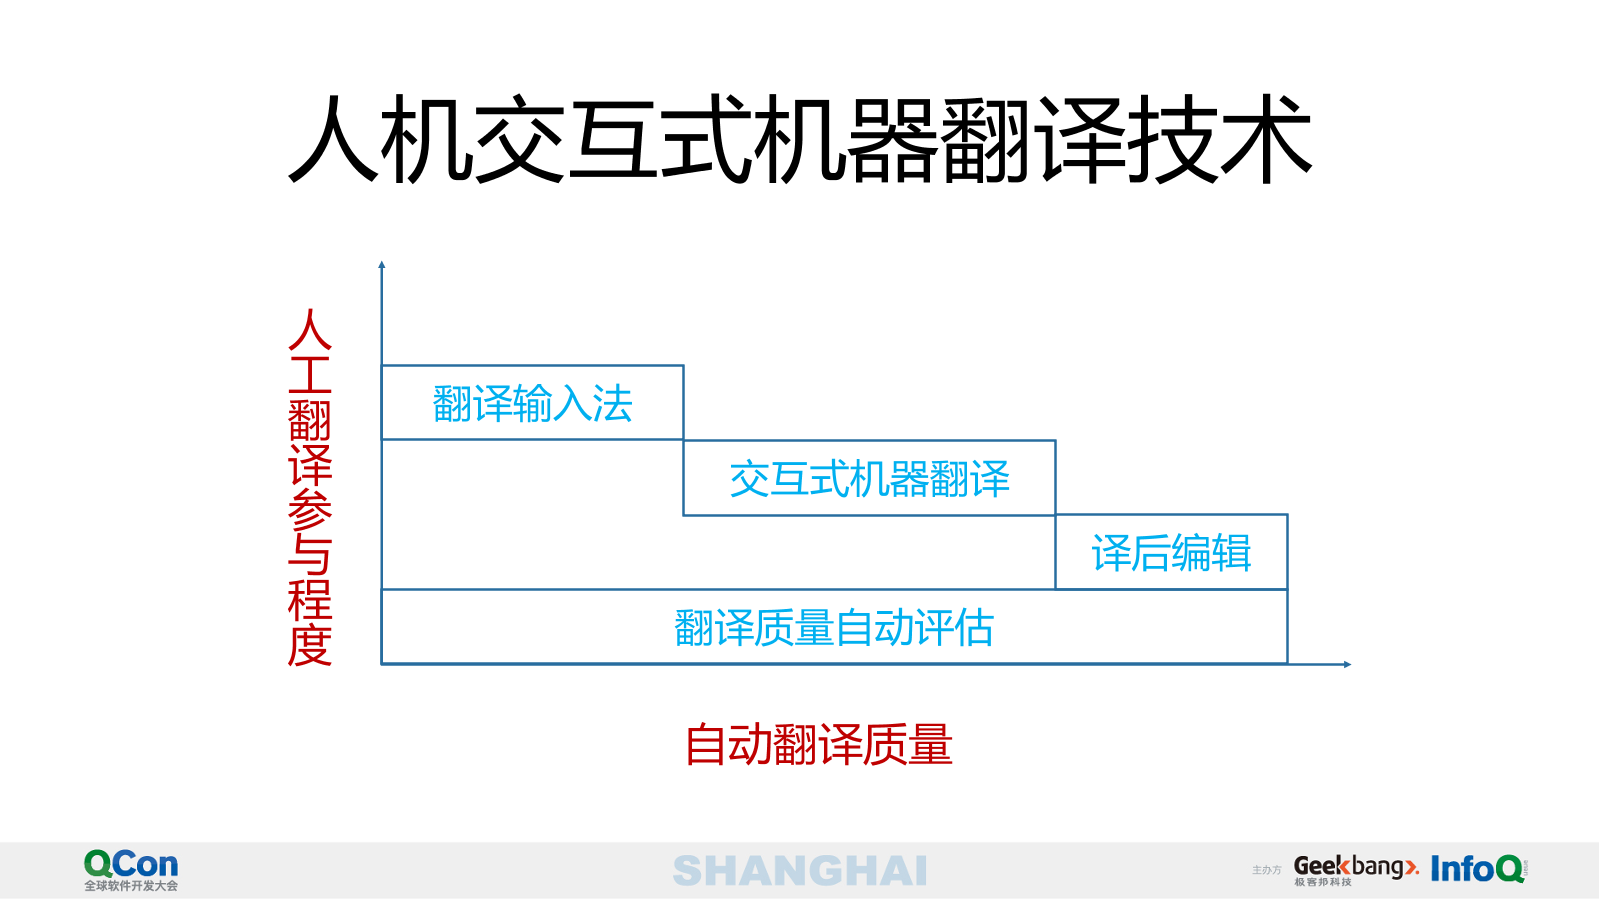 人机交互式机器翻译技术
人工翻译参与程度
翻译输入法
交互式机器翻译
译后编辑
翻译质量自动评估
自动翻译质量
QCon
全球软件开发大会
SHANGHAI
主办方
Geekbang
极客邦科技
InfoQ